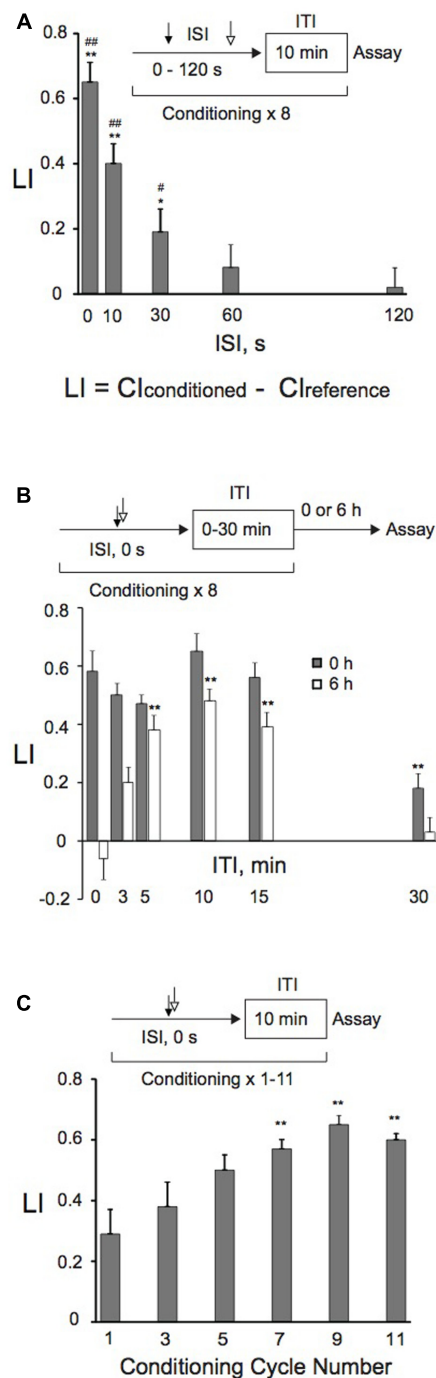 A
ISI
ITI
0 - 120 s
10 min
Assay
Conditioning x 8
0.8
0.6
0.4
0.2
0
LI
##
**
##
**
#
*
0 10 30 60 120
ISI, s
LI = CIconditioned - CIreference
B
ITI
0 or 6 h
0-30 min
Assay
ISI, 0 s
Conditioning x 8
0.8
0.6
0.4
0.2
0
-0.2
LI
0 h
6 h
**
**
**
**
ITI, min
0 3 5 10 15 30
C
ITI
10 min
Assay
ISI, 0 s
Conditioning x 1-11
0.8
0.6
0.4
0.2
0
LI
**
**
**
1 3 5 7 9 11
Conditioning Cycle Number